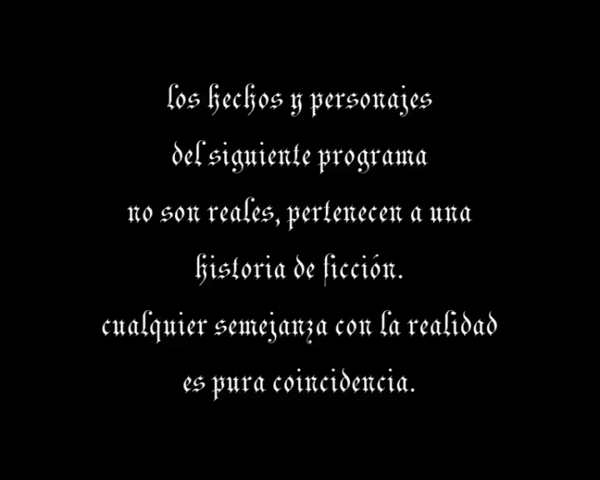 los hechos y personajes
del siguiente programa
no son reales, pertenecen a una
historia de ficción.
cualquier semejanza con la realidad
es pura coincidencia.